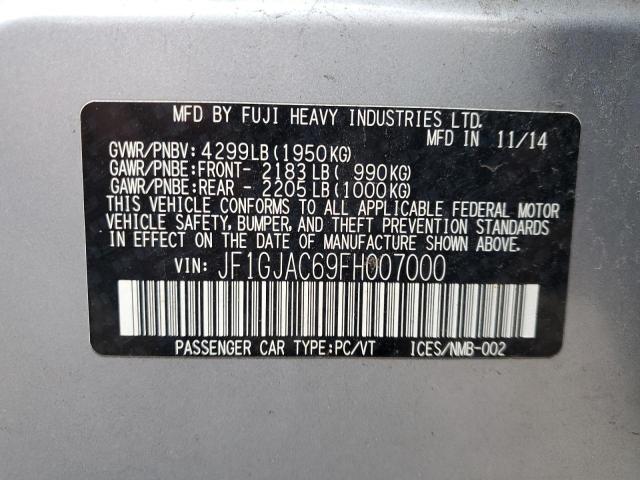 MFD BY FUJI HEAVY INDUSTRIES LTD.
MFD IN 11/14
GVWR/PNBV: 4299LB(1950KG)
GAWR/PNBE:FRONT- 2183LB( 990KG)
GAWR/PNBE:REAR - 2205LB(1000KG)
THIS VEHICLE CONFORMS TO ALL APPLICABLE FEDERAL MOTOR
VEHICLE SAFETY, BUMPER, AND THEFT PREVENTION STANDARDS
IN EFFECT ON THE DATE OF MANUFACTURE SHOWN ABOVE.
VIN: JF1GJAC69FH007000
PASSENGER CAR TYPE:PC/VT ICES/NMB-002